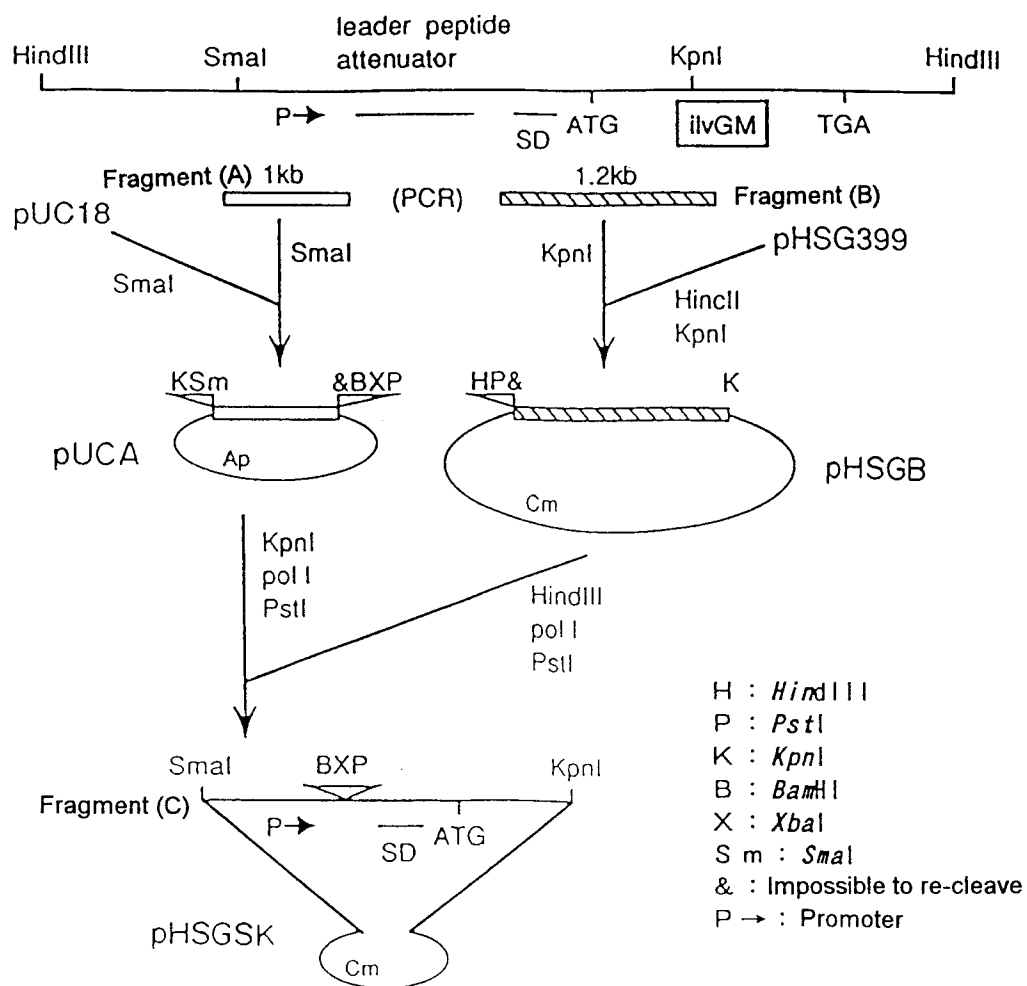 leader peptide
HindIII SmaI attenuator KpnI HindIII
P→ SD ATG ilvGM TGA
Fragment (A) 1kb (PCR) 1.2kb Fragment (B)
pUC18 pHSG399
SmaI KpnI
SmaI HincII
KpnI
KSm &BXP HP& K
pUCA Ap pHSGB
Cm
KpnI
pol I
PstI
HindIII
pol I
PstI
SmaI BXP KpnI
Fragment (C)
P→ SD ATG
pHSGSK
Cm
H : HindIII
P : PstI
K : KpnI
B : BamHI
X : XbaI
Sm : SmaI
& : Impossible to re-cleave
P → : Promoter